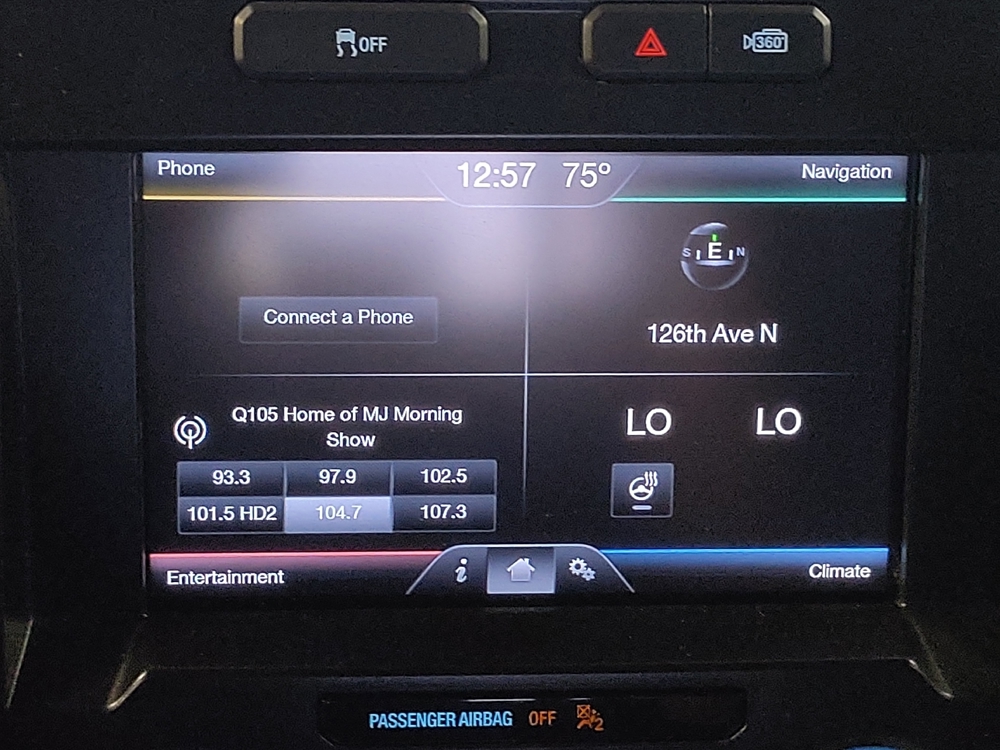 OFF
360°
Phone
12:57 75°
Navigation
S E N
Connect a Phone
126th Ave N
Q105 Home of MJ Morning
Show
93.3 97.9 102.5
101.5 HD2 104.7 107.3
LO LO
Entertainment
i
Climate
PASSENGER AIRBAG OFF 2